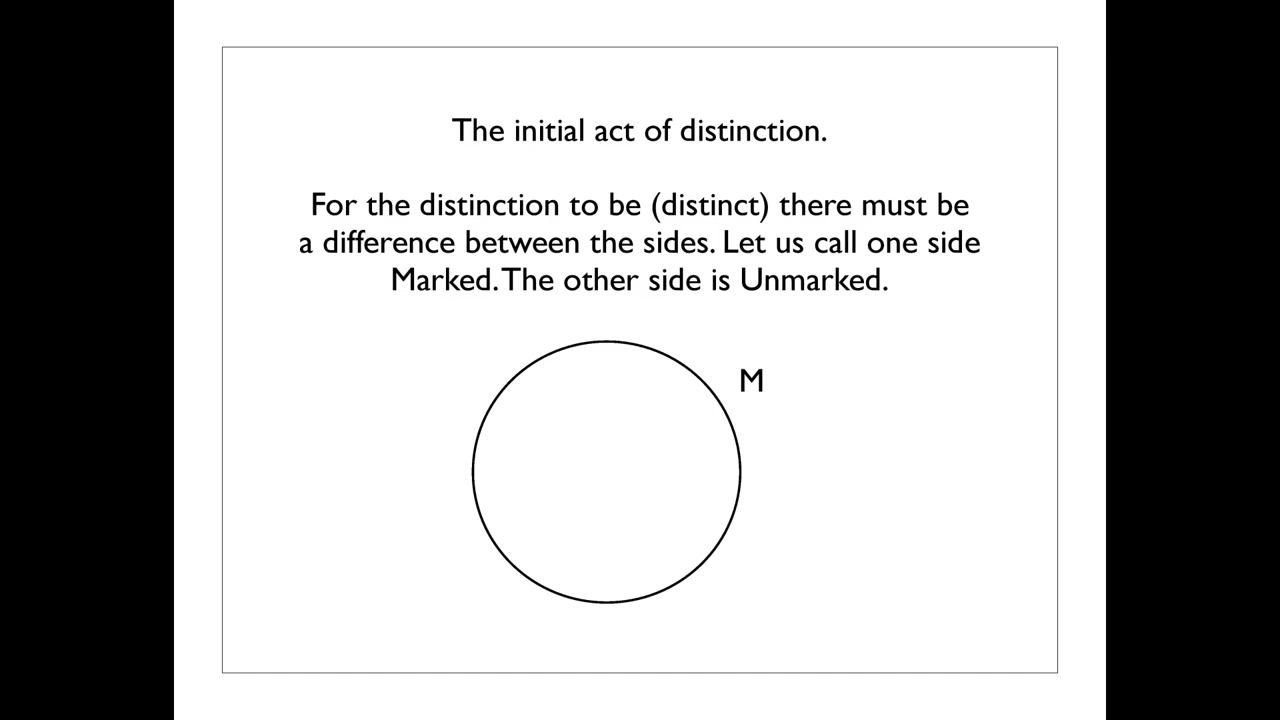 The initial act of distinction.
For the distinction to be (distinct) there must be
a difference between the sides. Let us call one side
Marked. The other side is Unmarked.
M